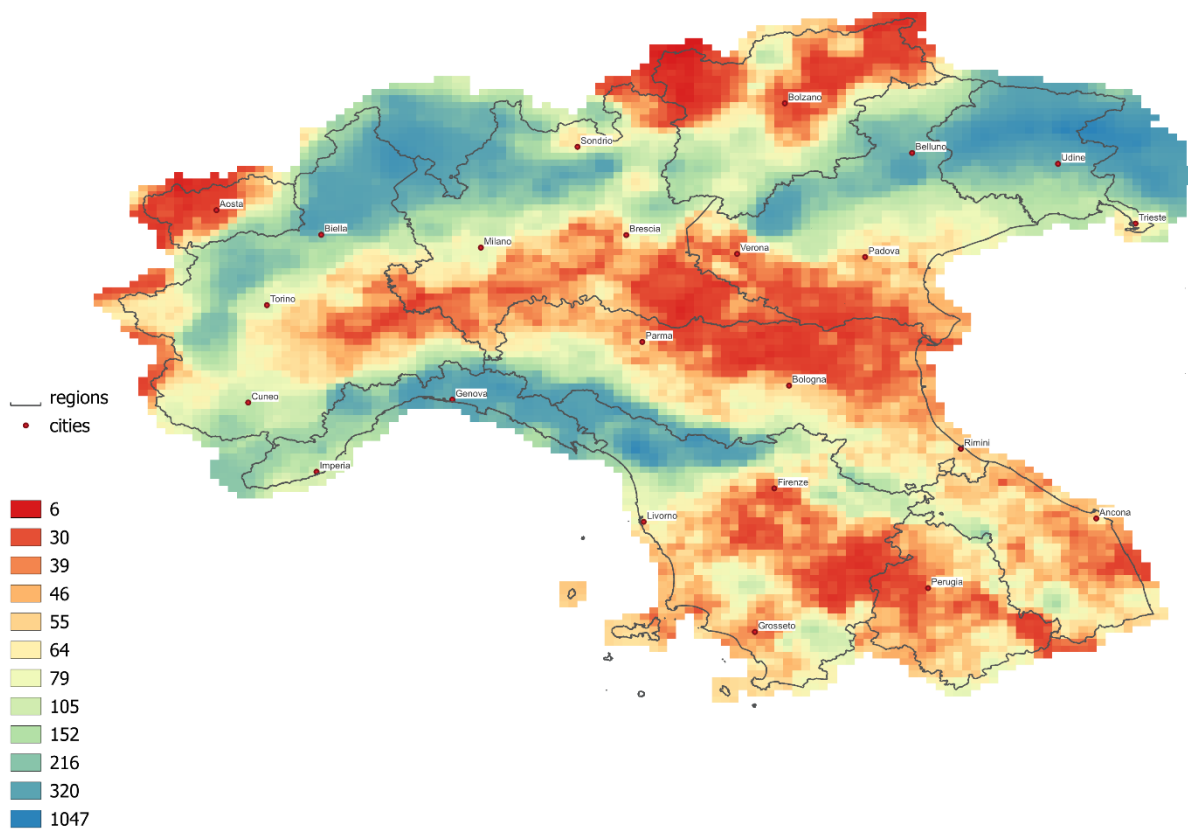 Bolzano
Sondrio
Belluno
Udine
Aosta
Trieste
Biella
Brescia
Milano
Verona
Padova
Torino
Parma
Bologna
Genova
Cuneo
regions
cities
Rimini
Imperia
Firenze
Livorno
Ancona
Perugia
Grosseto
6
30
39
46
55
64
79
105
152
216
320
1047